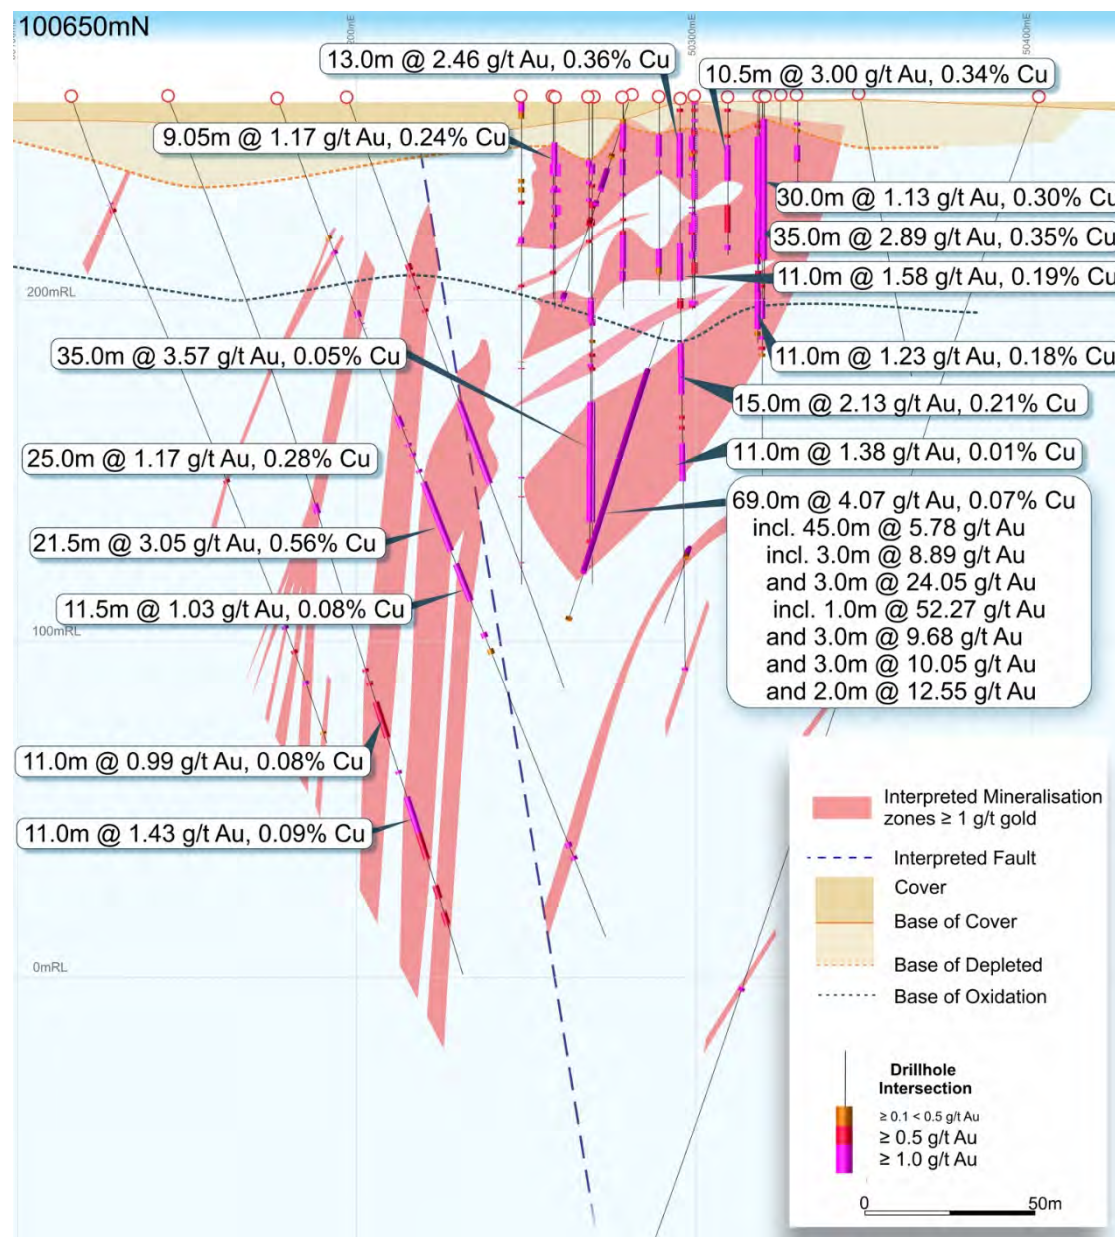 100650mN
50300mE
50400mE
13.0m @ 2.46 g/t Au, 0.36% Cu
10.5m @ 3.00 g/t Au, 0.34% Cu
9.05m @ 1.17 g/t Au, 0.24% Cu
30.0m @ 1.13 g/t Au, 0.30% Cu
35.0m @ 2.89 g/t Au, 0.35% Cu
11.0m @ 1.58 g/t Au, 0.19% Cu
200mRL
35.0m @ 3.57 g/t Au, 0.05% Cu
11.0m @ 1.23 g/t Au, 0.18% Cu
15.0m @ 2.13 g/t Au, 0.21% Cu
25.0m @ 1.17 g/t Au, 0.28% Cu
11.0m @ 1.38 g/t Au, 0.01% Cu
69.0m @ 4.07 g/t Au, 0.07% Cu
incl. 45.0m @ 5.78 g/t Au
incl. 3.0m @ 8.89 g/t Au
and 3.0m @ 24.05 g/t Au
incl. 1.0m @ 52.27 g/t Au
and 3.0m @ 9.68 g/t Au
and 3.0m @ 10.05 g/t Au
and 2.0m @ 12.55 g/t Au
21.5m @ 3.05 g/t Au, 0.56% Cu
11.5m @ 1.03 g/t Au, 0.08% Cu
100mRL
11.0m @ 0.99 g/t Au, 0.08% Cu
11.0m @ 1.43 g/t Au, 0.09% Cu
0mRL
Interpreted Mineralisation
zones ≥ 1 g/t gold
Interpreted Fault
Cover
Base of Cover
Base of Depleted
Base of Oxidation
Drillhole
Intersection
≥ 0.1 < 0.5 g/t Au
≥ 0.5 g/t Au
≥ 1.0 g/t Au
0
50m